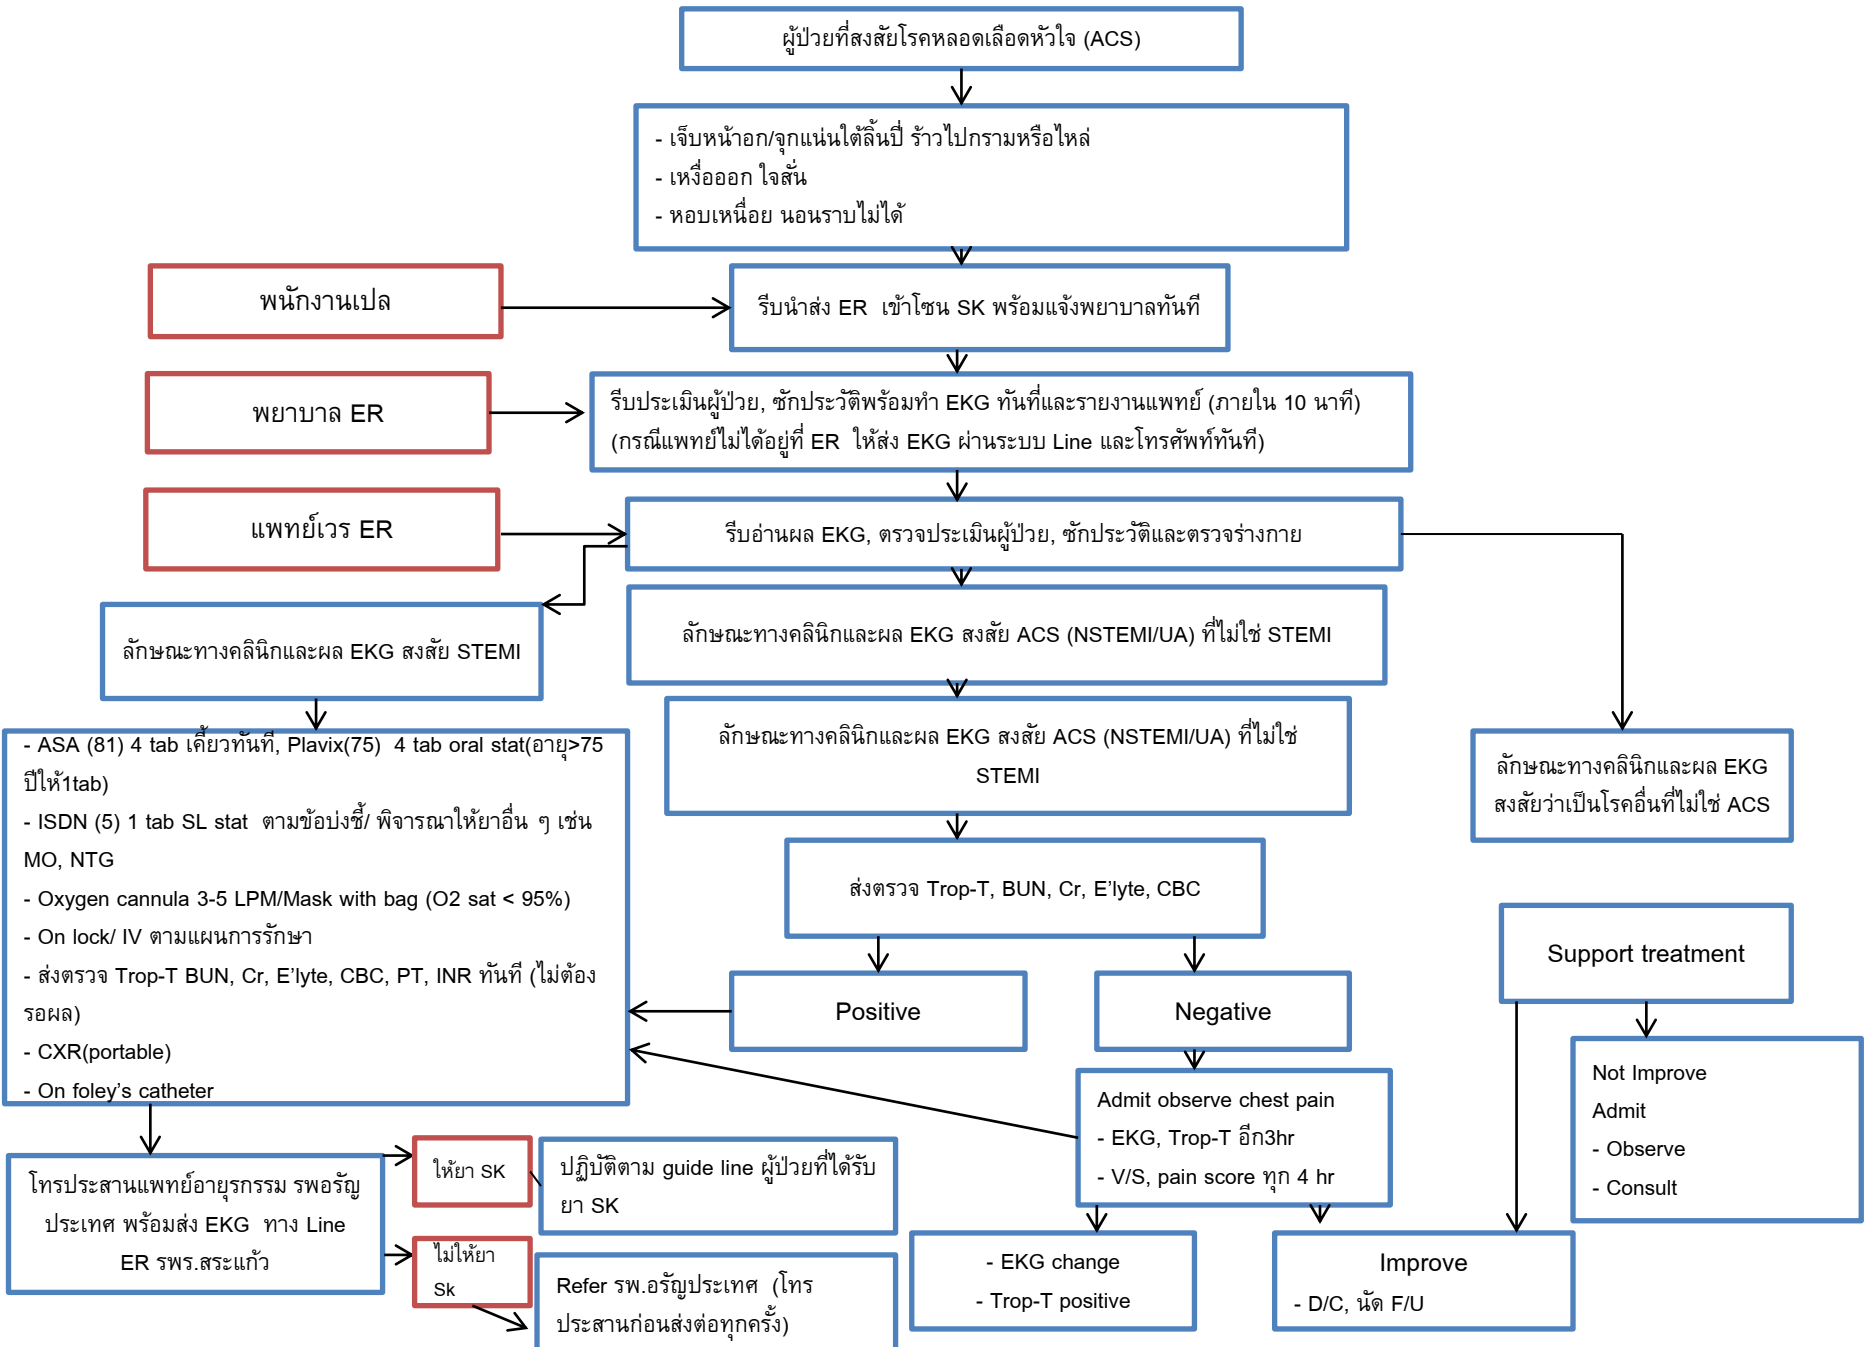 ผู้ป่วยที่สงสัยโรคหลอดเลือดหัวใจ (ACS)
- เจ็บหน้าอก/จุกแน่นใต้ลิ้นปี่ ร้าวไปกรามหรือไหล่
- เหงื่อออก ใจสั่น
- หอบเหนื่อย นอนราบไม่ได้
พนักงานเปล
รีบนำส่ง ER เข้าโซน SK พร้อมแจ้งพยาบาลทันที
พยาบาล ER
รีบประเมินผู้ป่วย, ซักประวัติพร้อมทำ EKG ทันที่และรายงานแพทย์ (ภายใน 10 นาที)
(กรณีแพทย์ไม่ได้อยู่ที่ ER ให้ส่ง EKG ผ่านระบบ Line และโทรศัพท์ทันที)
แพทย์เวร ER
รีบอ่านผล EKG, ตรวจประเมินผู้ป่วย, ซักประวัติและตรวจร่างกาย
ลักษณะทางคลินิกและผล EKG สงสัย STEMI
ลักษณะทางคลินิกและผล EKG สงสัย ACS (NSTEMI/UA) ที่ไม่ใช่ STEMI
ลักษณะทางคลินิกและผล EKG สงสัย ACS (NSTEMI/UA) ที่ไม่ใช่
STEMI
ลักษณะทางคลินิกและผล EKG
สงสัยว่าเป็นโรคอื่นที่ไม่ใช่ ACS
- ASA (81) 4 tab เคี้ยวทันที, Plavix(75) 4 tab oral stat(อายุ>75
ปีให้1tab)
- ISDN (5) 1 tab SL stat ตามข้อบ่งชี้/ พิจารณาให้ยาอื่น ๆ เช่น
MO, NTG
- Oxygen cannula 3-5 LPM/Mask with bag (O2 sat < 95%)
- On lock/ IV ตามแผนการรักษา
- ส่งตรวจ Trop-T BUN, Cr, E'lyte, CBC, PT, INR ทันที (ไม่ต้อง
รอผล)
- CXR(portable)
- On foley's catheter
ส่งตรวจ Trop-T, BUN, Cr, E'lyte, CBC
Positive
Negative
Support treatment
Admit observe chest pain
- EKG, Trop-T อีก3hr
- V/S, pain score ทุก 4 hr
Not Improve
Admit
- Observe
- Consult
โทรประสานแพทย์อายุรกรรม รพอรัญ
ประเทศ พร้อมส่ง EKG ทาง Line
ER รพร.สระแก้ว
ให้ยา SK
ปฏิบัติตาม guide line ผู้ป่วยที่ได้รับ
ยา SK
ไม่ให้ยา
Sk
Refer รพ.อรัญประเทศ (โทร
ประสานก่อนส่งต่อทุกครั้ง)
- EKG change
- Trop-T positive
Improve
- D/C, นัด F/U